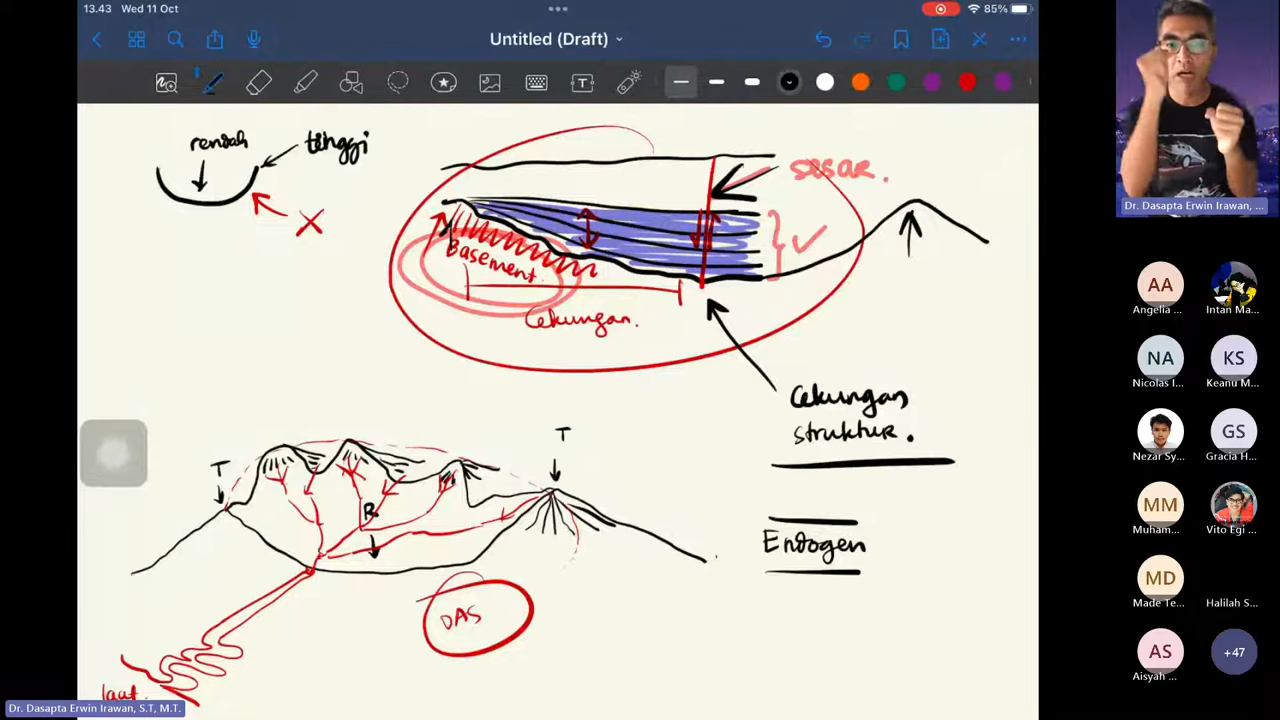 13.43 Wed 11 Oct
85%
Untitled (Draft)
T
rendah
tinggi
sesar.
Basement
Cekungan.
Cekungan
struktur.
T
T
R
Endogen
DAS
laut.
Dr. Dasapta Erwin Irawan, S.T, M.T.
Dr. Dasapta Erwin Irawan, ...
AA
Angelia ...
Intan Ma...
NA
Nicolas I...
KS
Keanu M...
Nezar Sy...
GS
Gracia H...
MM
Muham...
Vito Egi ...
MD
Made Te...
Halilah S...
AS
Aisyah ...
+47